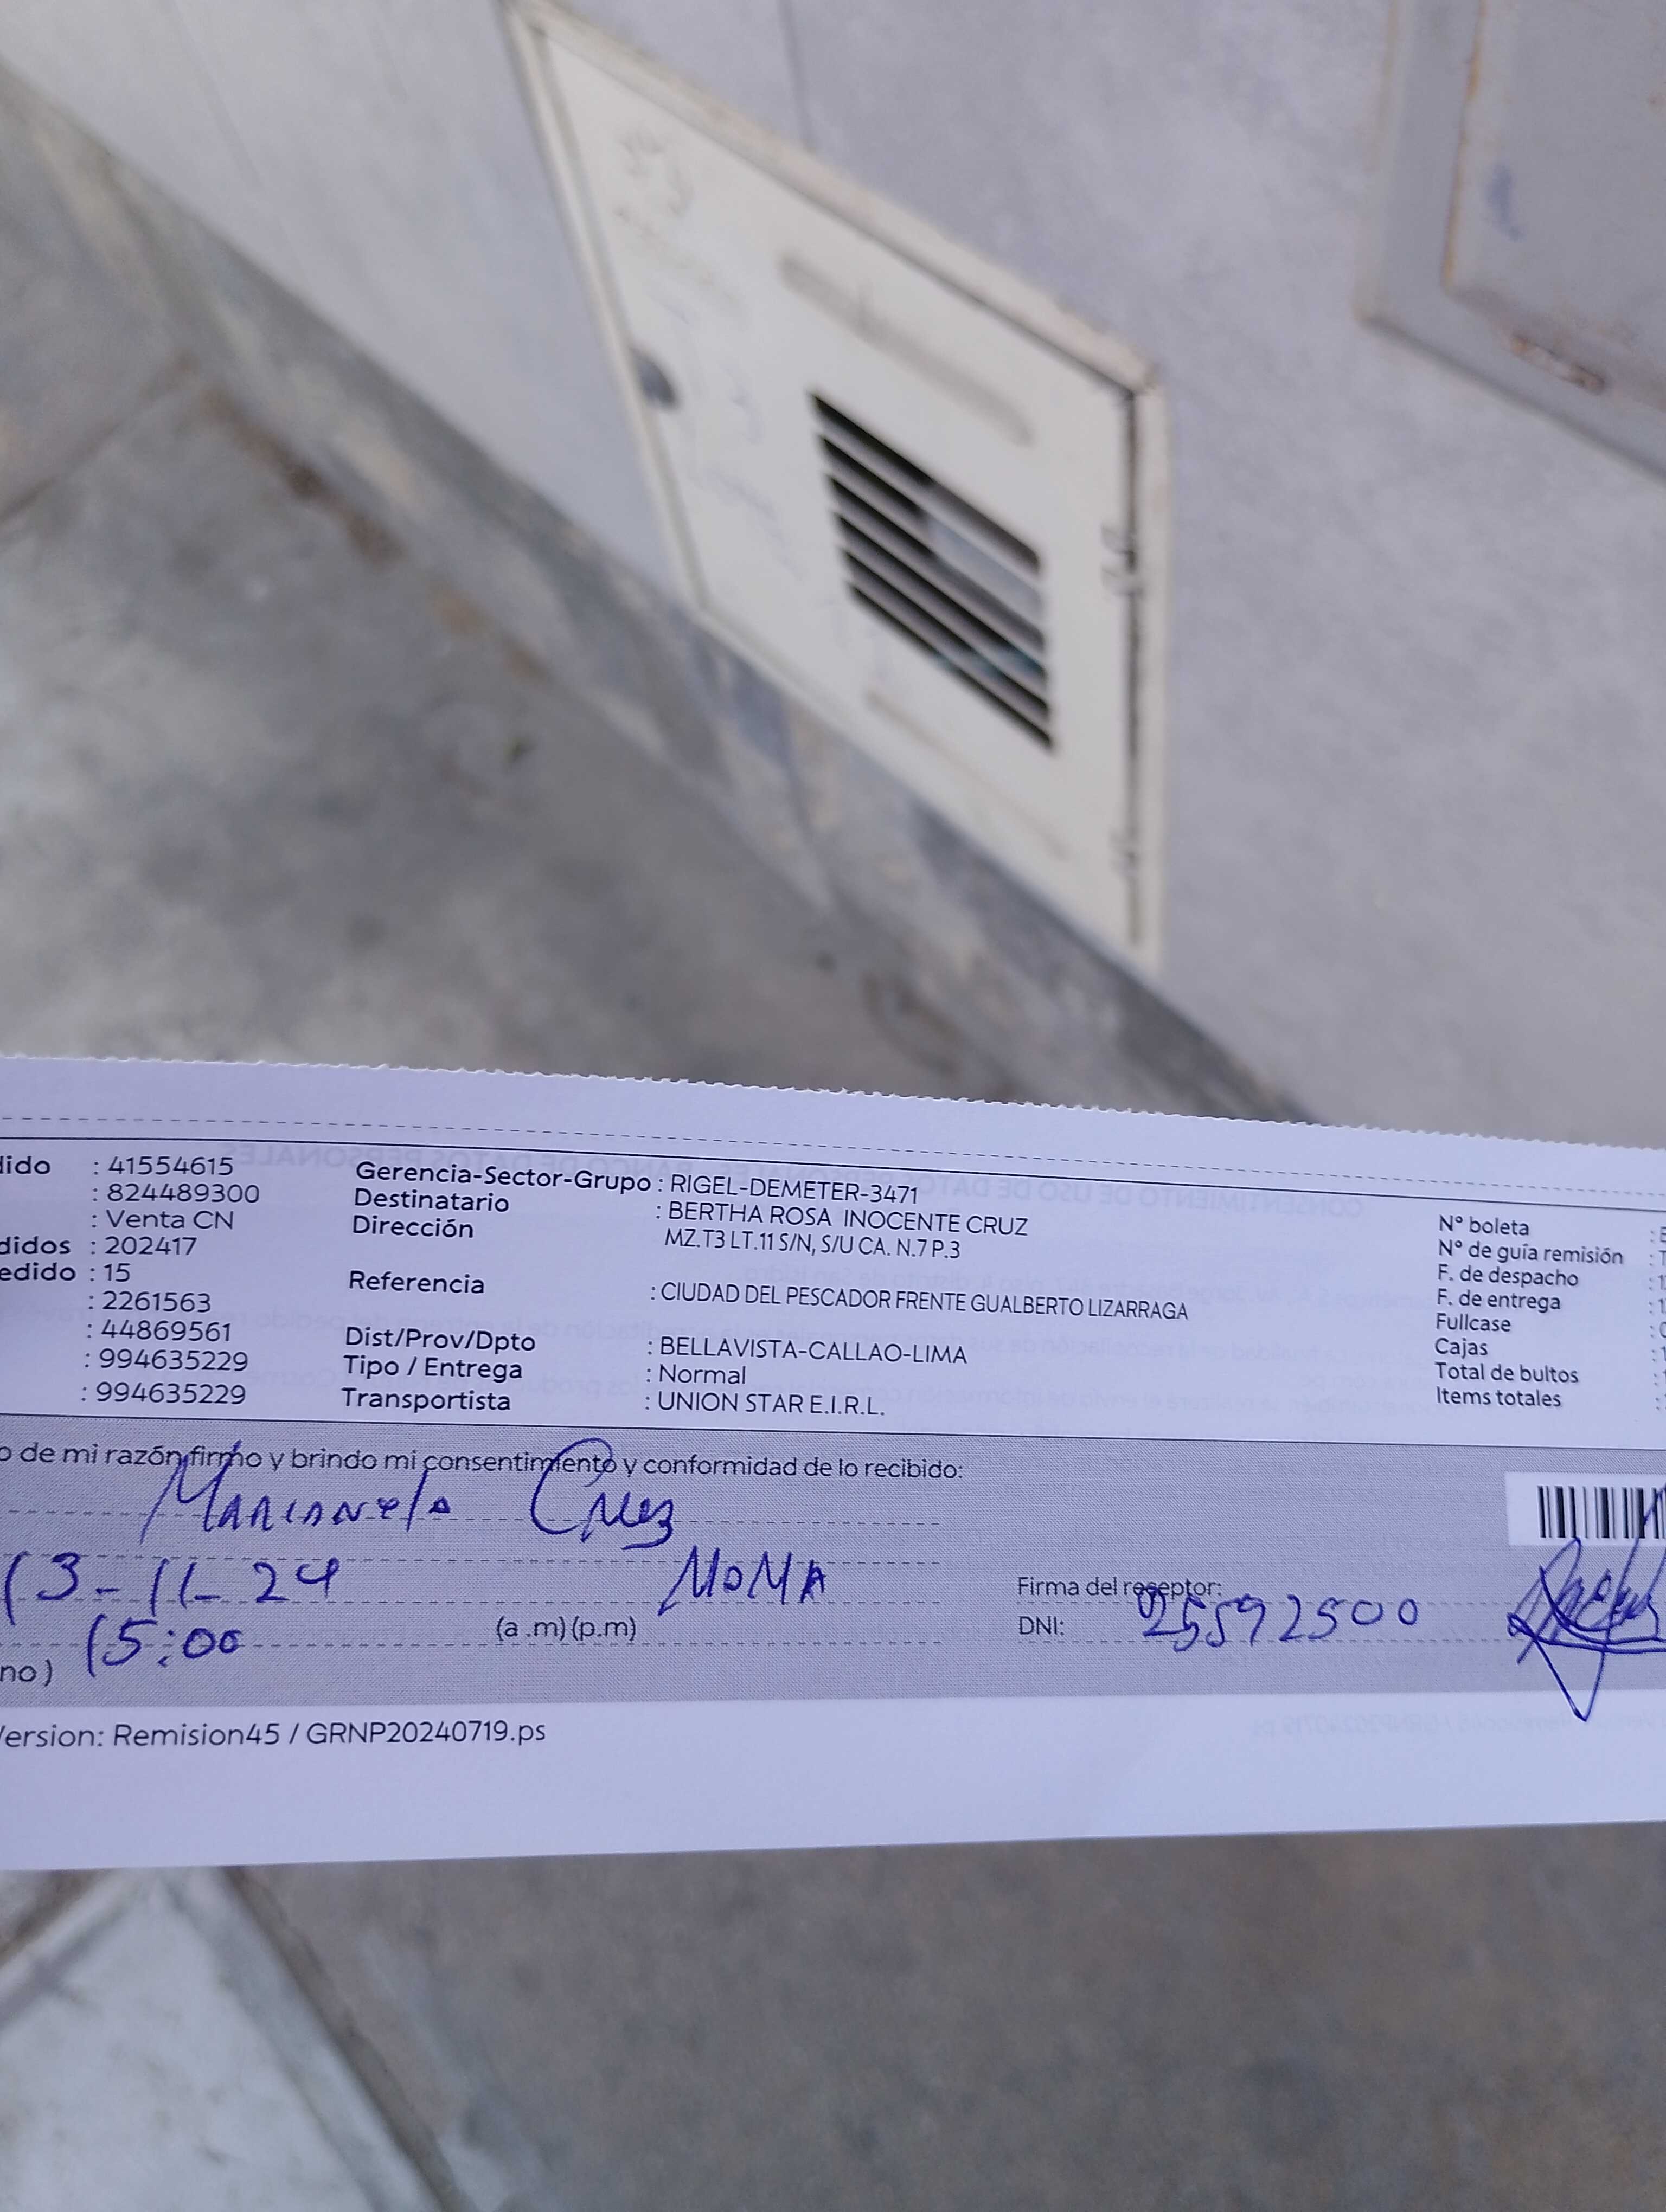 dido : 41554615
: 824489300
: Venta CN
didos : 202417
edido : 15
: 2261563
: 44869561
: 994635229
: 994635229
Gerencia-Sector-Grupo : RIGEL-DEMETER-3471
Destinatario : BERTHA ROSA INOCENTE CRUZ
Dirección MZ.T3 LT.11 S/N, S/U CA. N.7 P.3
Referencia : CIUDAD DEL PESCADOR FRENTE GUALBERTO LIZARRAGA
Dist/Prov/Dpto : BELLAVISTA-CALLAO-LIMA
Tipo / Entrega : Normal
Transportista : UNION STAR E.I.R.L.
N° boleta :
N° de guía remisión :
F. de despacho :
F. de entrega :
Fullcase :
Cajas :
Total de bultos :
Items totales :
o de mi razón firmo y brindo mi consentimiento y conformidad de lo recibido:
Marianela Cruz
13-11-24 MOMA
15:00 (a .m) (p.m)
no)
Firma del receptor:
DNI: 25592500
Version: Remision45 / GRNP20240719.ps